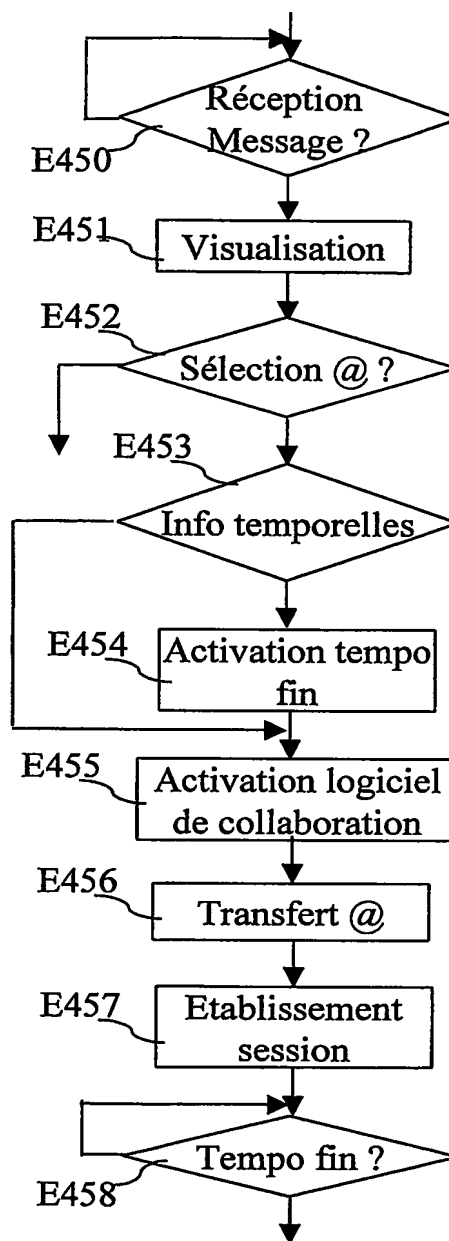 Réception
Message ?
E450
E451
Visualisation
E452
Sélection @ ?
E453
Info temporelles
E454
Activation tempo
fin
E455
Activation logiciel
de collaboration
E456
Transfert @
E457
Etablissement
session
Tempo fin ?
E458